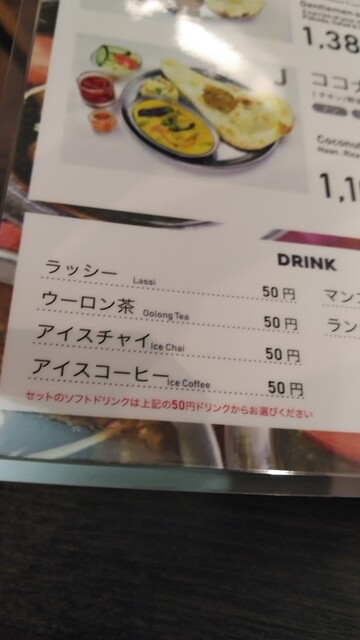 Gentleman
1,38
J
ココナ
Coconut
1,1
DRINK
ラッシー Lassi 50円
ウーロン茶 Oolong Tea 50円
アイスチャイ Ice Chai 50円
アイスコーヒー Ice Coffee 50円
マン
ラン
セットのソフトドリンクは上記の50円ドリンクからお選びください